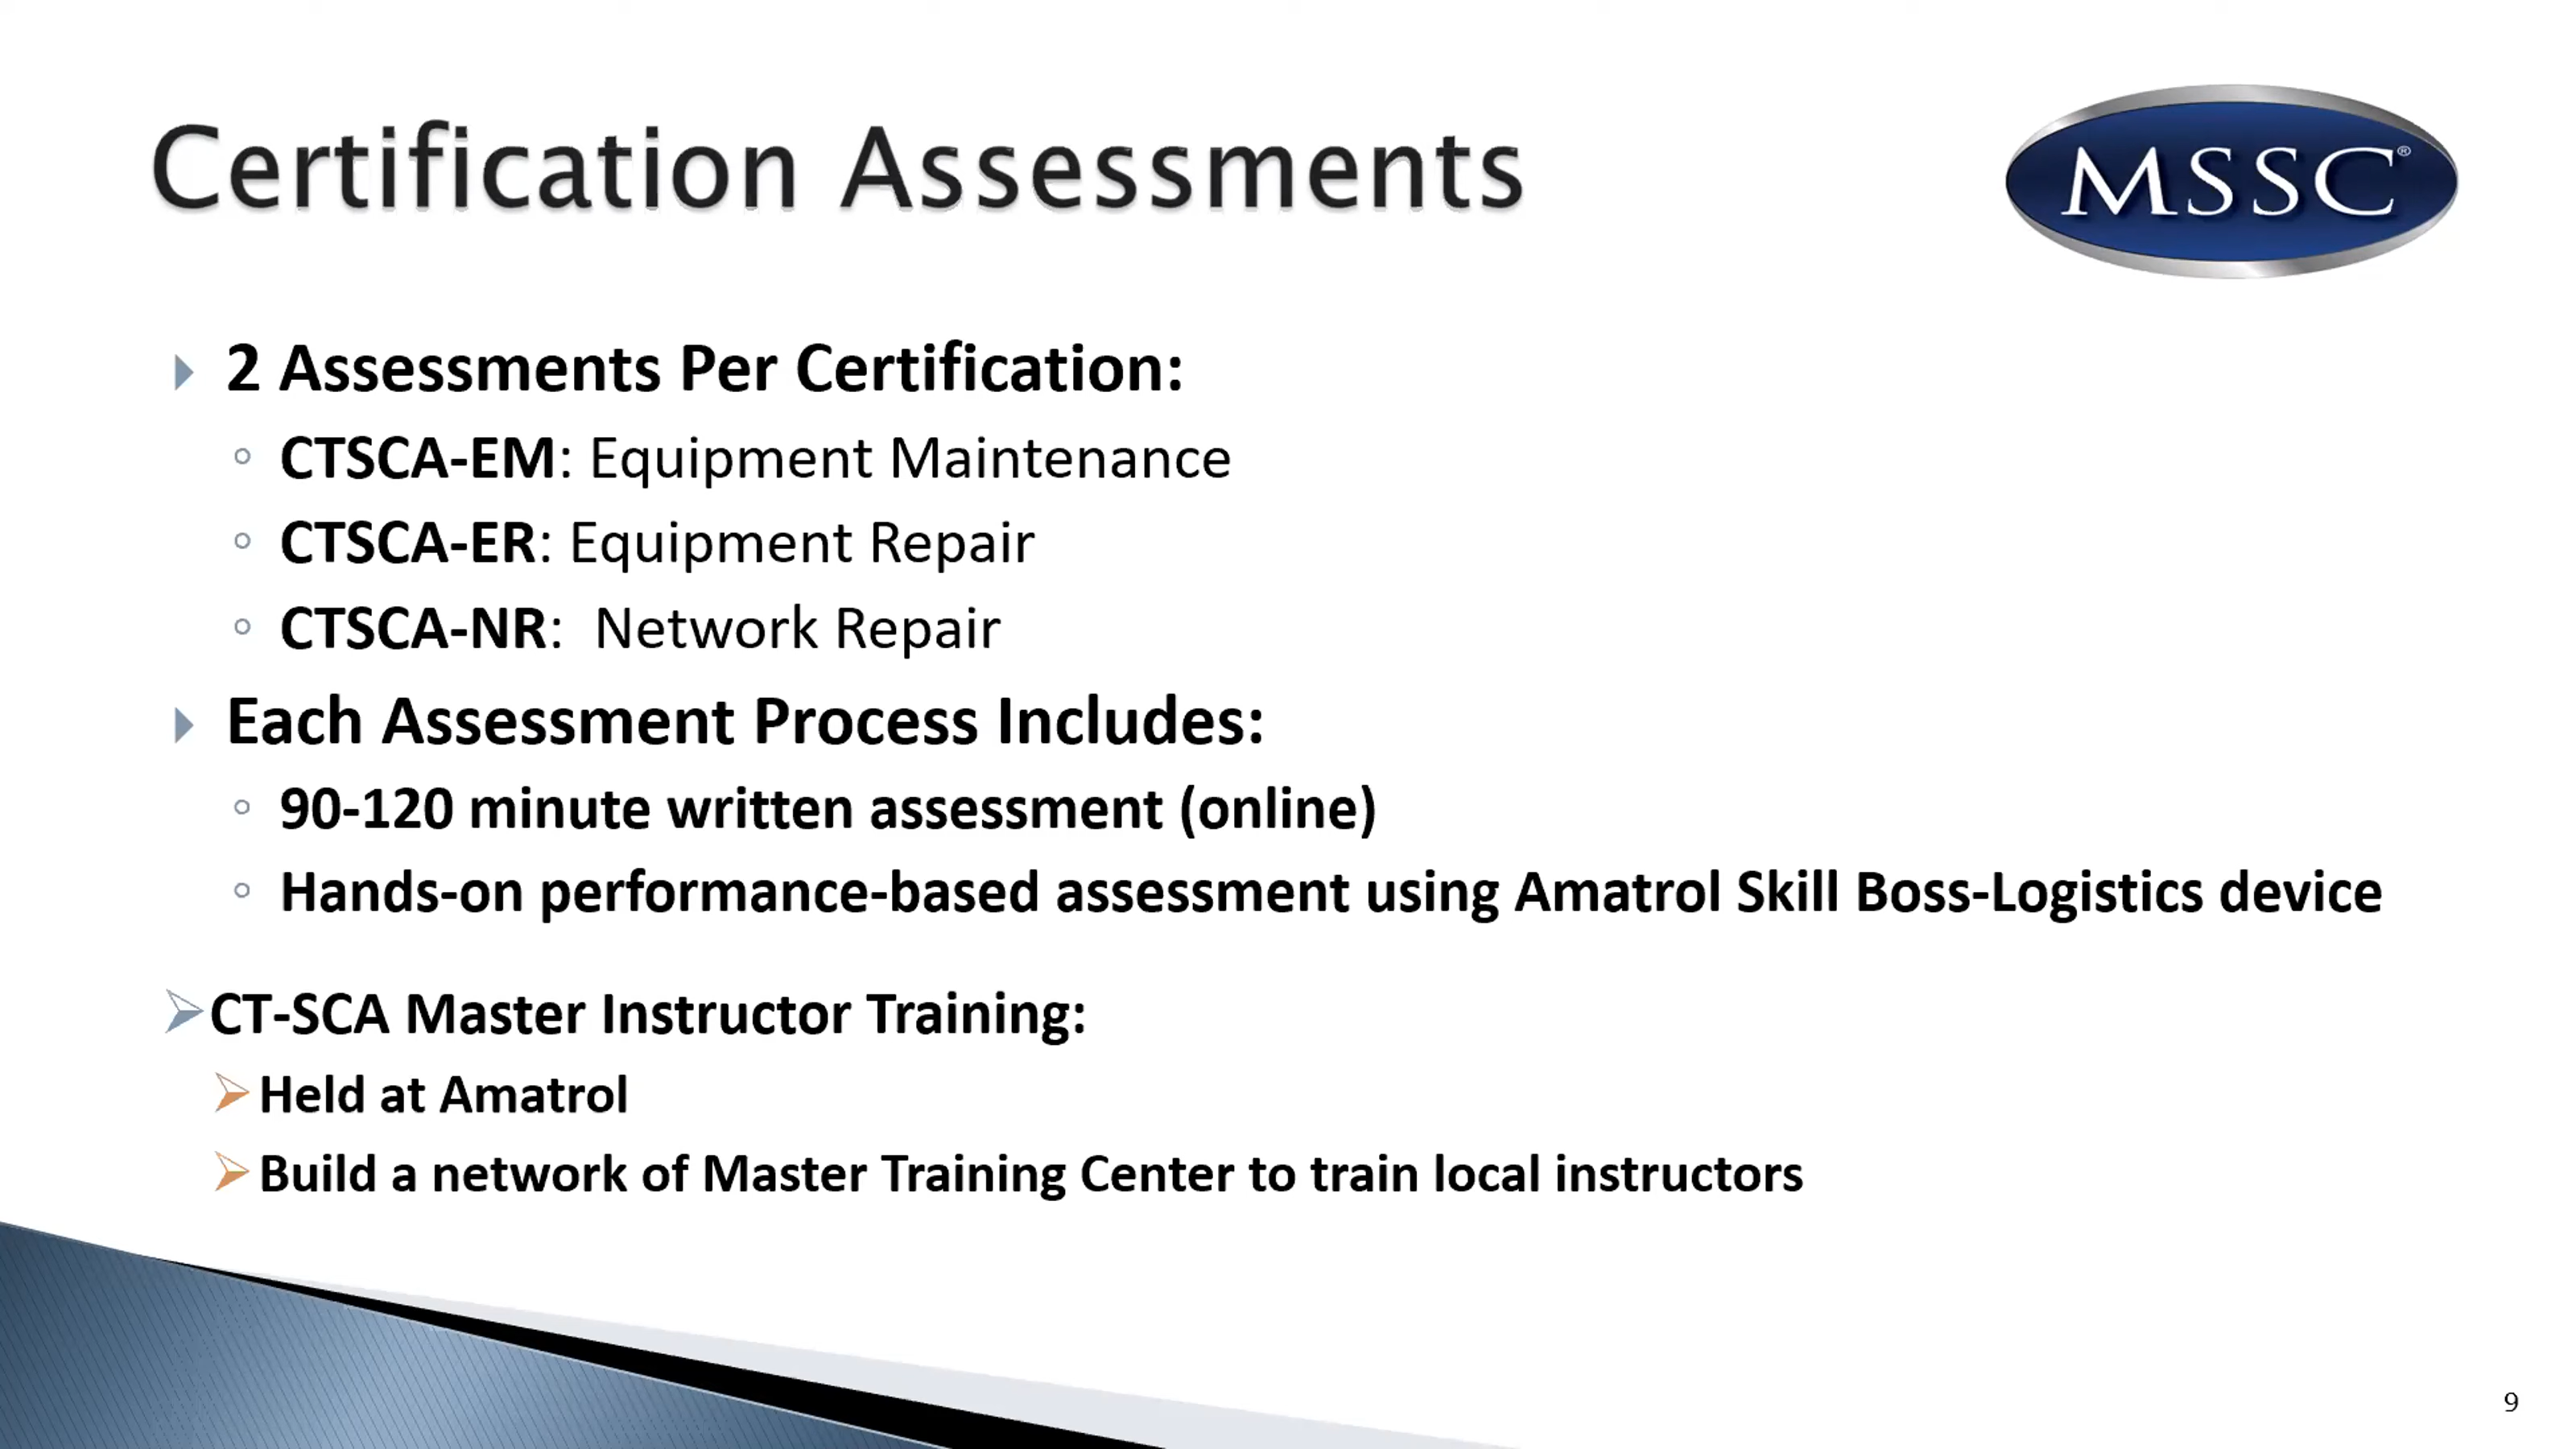 Certification Assessments
MSSC®
2 Assessments Per Certification:
CTSCA-EM: Equipment Maintenance
CTSCA-ER: Equipment Repair
CTSCA-NR: Network Repair
Each Assessment Process Includes:
90-120 minute written assessment (online)
Hands-on performance-based assessment using Amatrol Skill Boss-Logistics device
CT-SCA Master Instructor Training:
Held at Amatrol
Build a network of Master Training Center to train local instructors
9